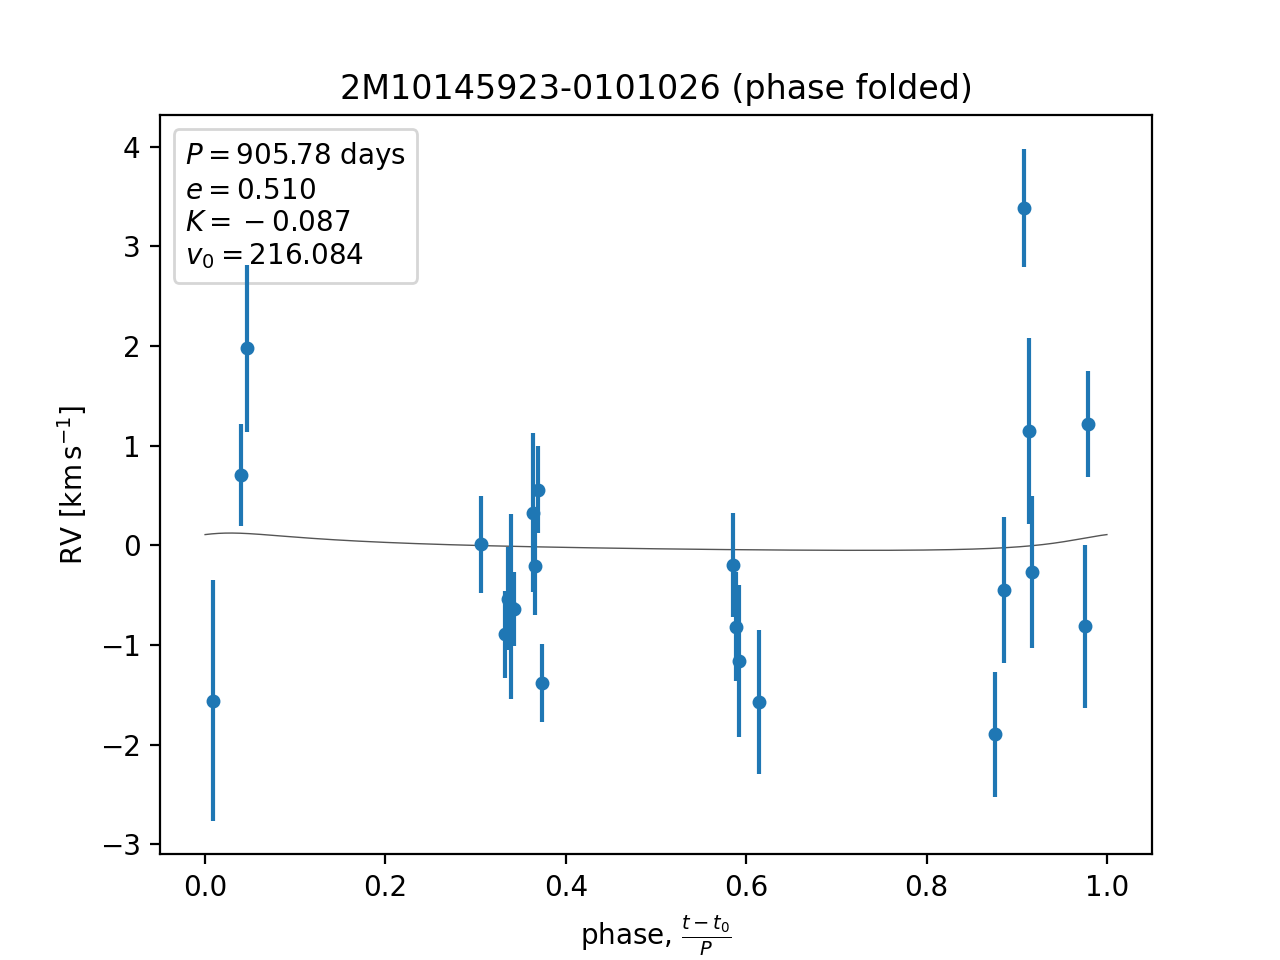 2M10145923-0101026 (phase folded)
P = 905.78 days
e = 0.510
K = −0.087
v₀ = 216.084
4
3
2
1
0
−1
−2
−3
RV [km s⁻¹]
0.0 0.2 0.4 0.6 0.8 1.0
phase, (t − t₀)/P